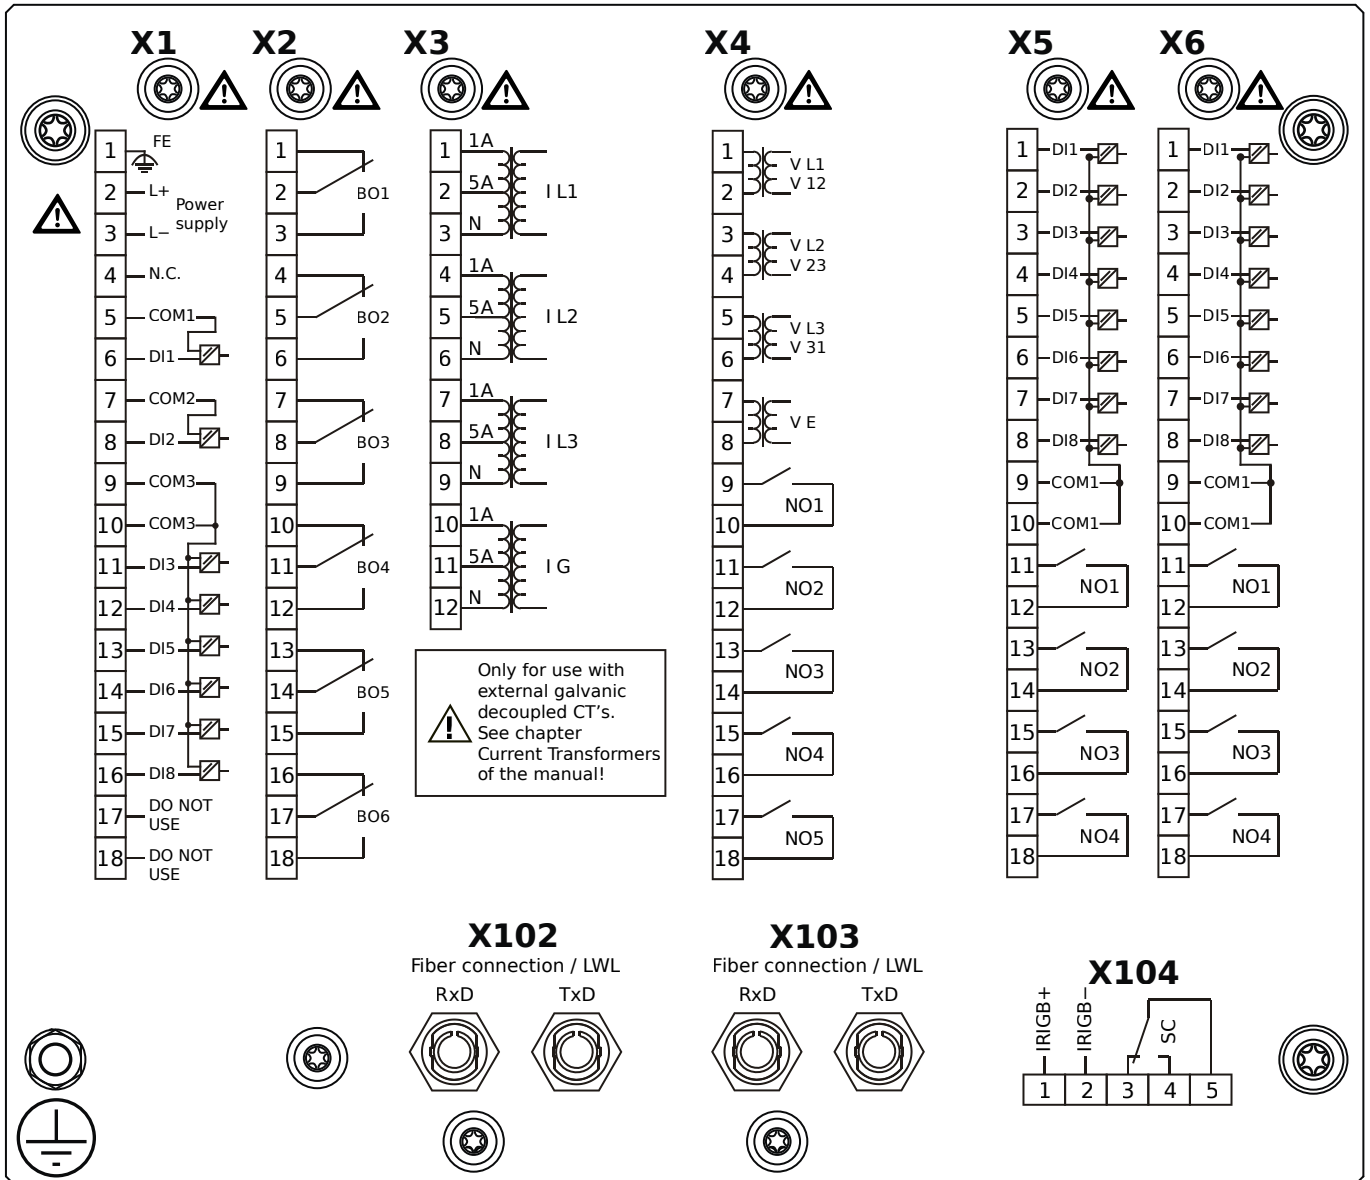 X1
X2
X3
X4
X5
X6
1 FE
2 L+
Power
supply
3 L−
4 N.C.
5 COM1
6 DI1
7 COM2
8 DI2
9 COM3
10 COM3
11 DI3
12 DI4
13 DI5
14 DI6
15 DI7
16 DI8
17 DO NOT
USE
18 DO NOT
USE
1
2 BO1
3
4
5 BO2
6
7
8 BO3
9
10
11 BO4
12
13
14 BO5
15
16
17 BO6
18
1 1A
2 5A I L1
3 N
4 1A
5 5A I L2
6 N
7 1A
8 5A I L3
9 N
10 1A
11 5A I G
12 N
Only for use with
external galvanic
decoupled CT's.
See chapter
Current Transformers
of the manual!
1 V L1
2 V 12
3 V L2
4 V 23
5 V L3
6 V 31
7
V E
8
9
NO1
10
11
NO2
12
13
NO3
14
15
NO4
16
17
NO5
18
1 DI1
2 DI2
3 DI3
4 DI4
5 DI5
6 DI6
7 DI7
8 DI8
9 COM1
10 COM1
11
NO1
12
13
NO2
14
15
NO3
16
17
NO4
18
1 DI1
2 DI2
3 DI3
4 DI4
5 DI5
6 DI6
7 DI7
8 DI8
9 COM1
10 COM1
11
NO1
12
13
NO2
14
15
NO3
16
17
NO4
18
X102
Fiber connection / LWL
RxD TxD
X103
Fiber connection / LWL
RxD TxD
X104
IRIGB+
IRIGB−
SC
1 2 3 4 5